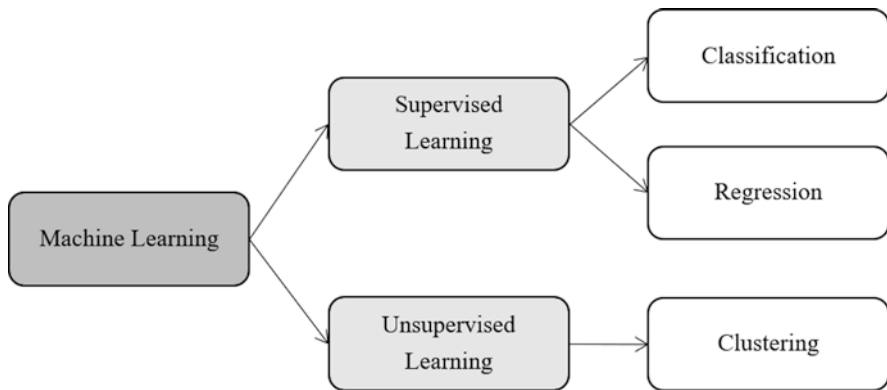 Machine Learning
Supervised
Learning
Unsupervised
Learning
Classification
Regression
Clustering